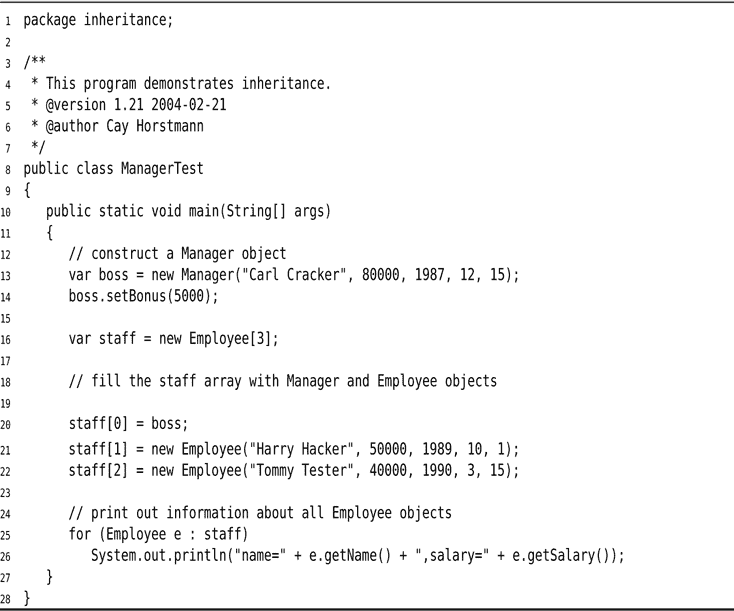 1 package inheritance;
2
3 /**
4  * This program demonstrates inheritance.
5  * @version 1.21 2004-02-21
6  * @author Cay Horstmann
7  */
8 public class ManagerTest
9 {
10    public static void main(String[] args)
11    {
12       // construct a Manager object
13       var boss = new Manager("Carl Cracker", 80000, 1987, 12, 15);
14       boss.setBonus(5000);
15
16       var staff = new Employee[3];
17
18       // fill the staff array with Manager and Employee objects
19
20       staff[0] = boss;
21       staff[1] = new Employee("Harry Hacker", 50000, 1989, 10, 1);
22       staff[2] = new Employee("Tommy Tester", 40000, 1990, 3, 15);
23
24       // print out information about all Employee objects
25       for (Employee e : staff)
26          System.out.println("name=" + e.getName() + ",salary=" + e.getSalary());
27    }
28 }